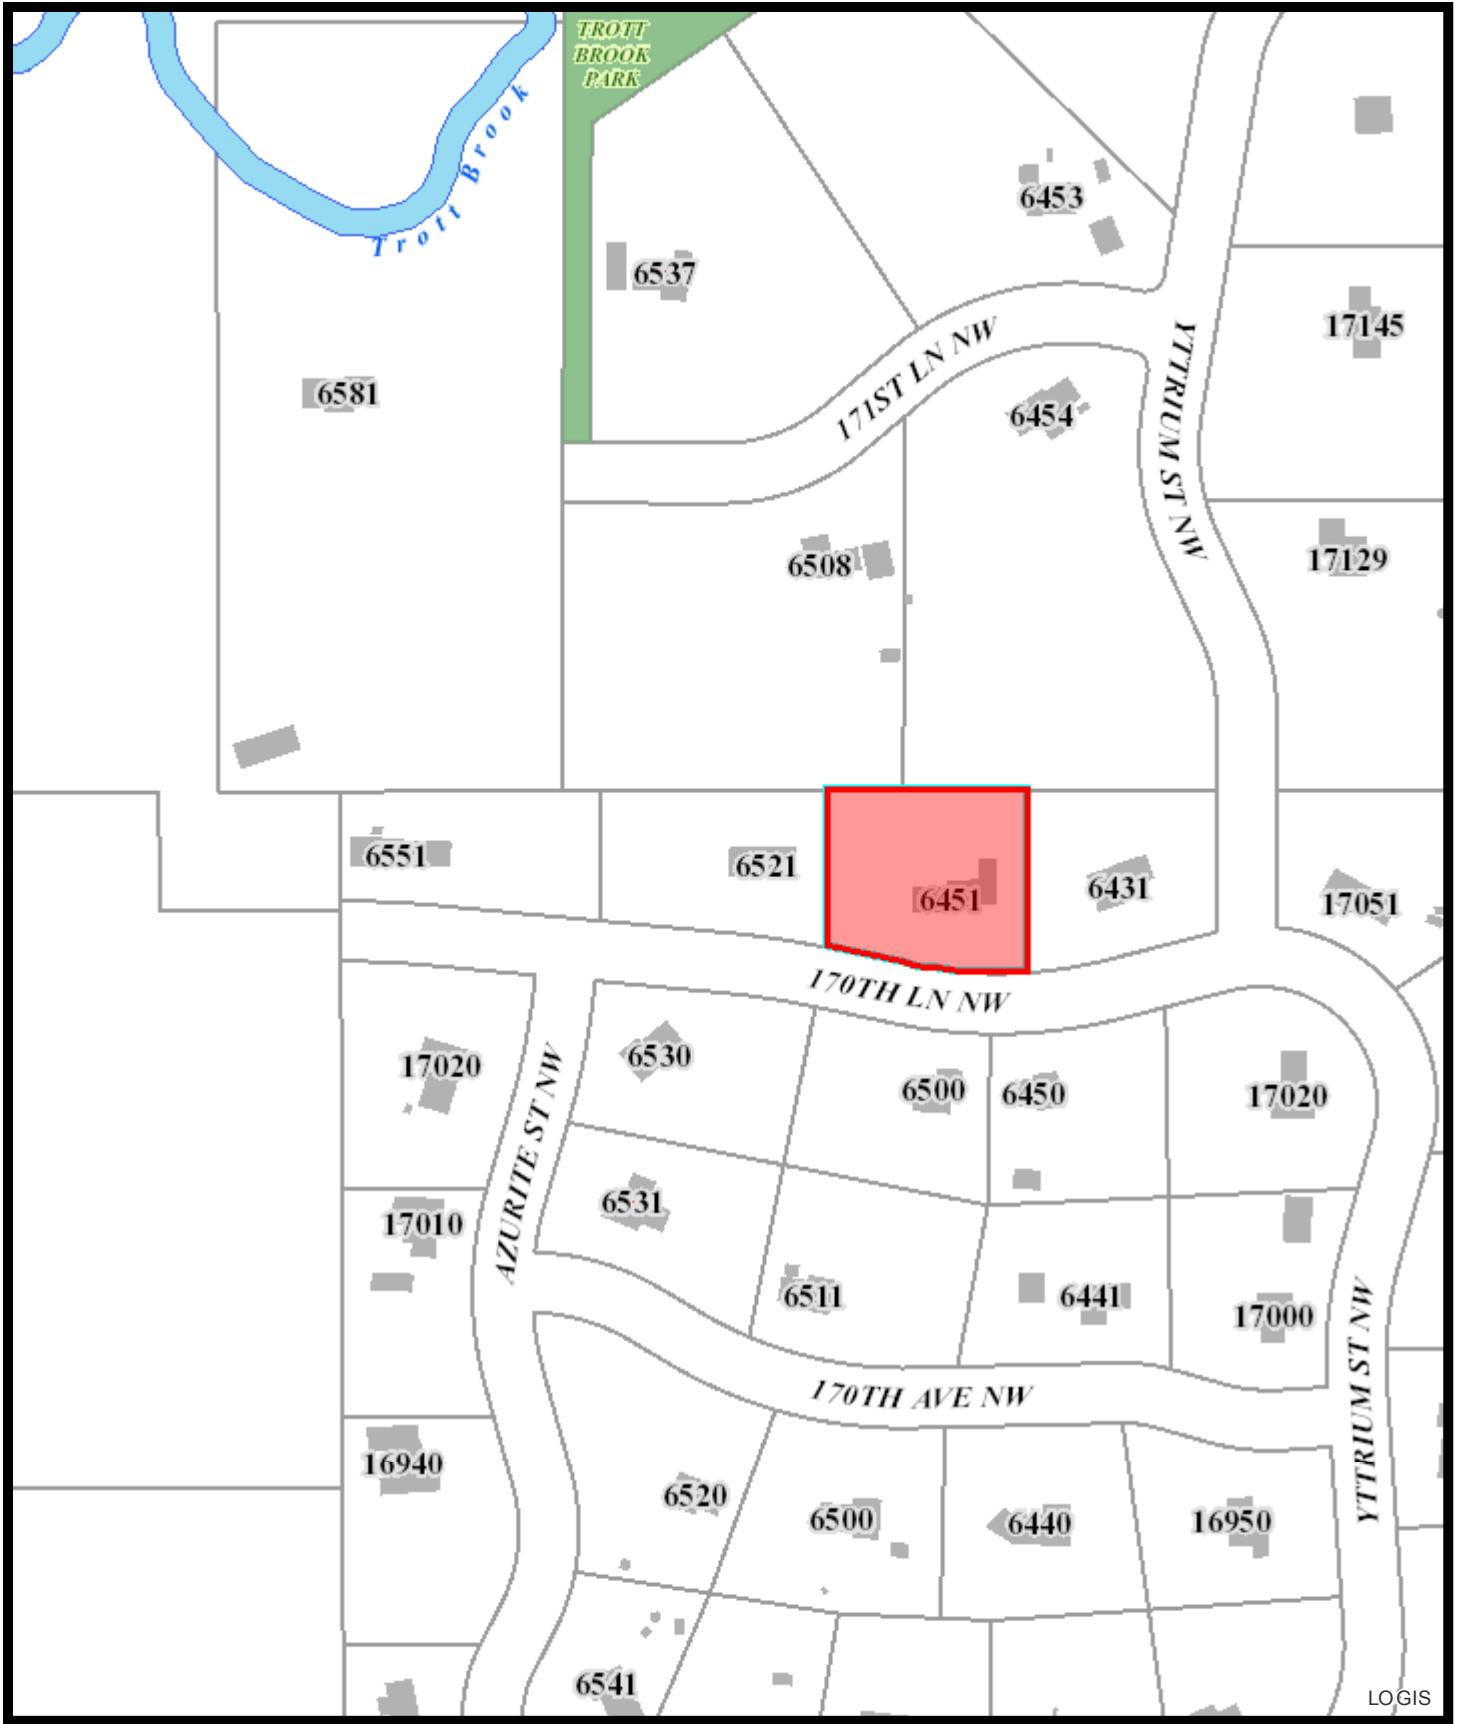 TROTT
BROOK
PARK
Trott Brook
6453
6537
17145
171ST LN NW
YTTRIUM ST NW
6581
6454
6508
17129
6551
6521
6451
6431
17051
170TH LN NW
17020
6530
6500
6450
17020
AZURITE ST NW
6531
17010
6511
6441
17000
170TH AVE NW
YTTRIUM ST NW
16940
6520
6500
6440
16950
6541
LOGIS